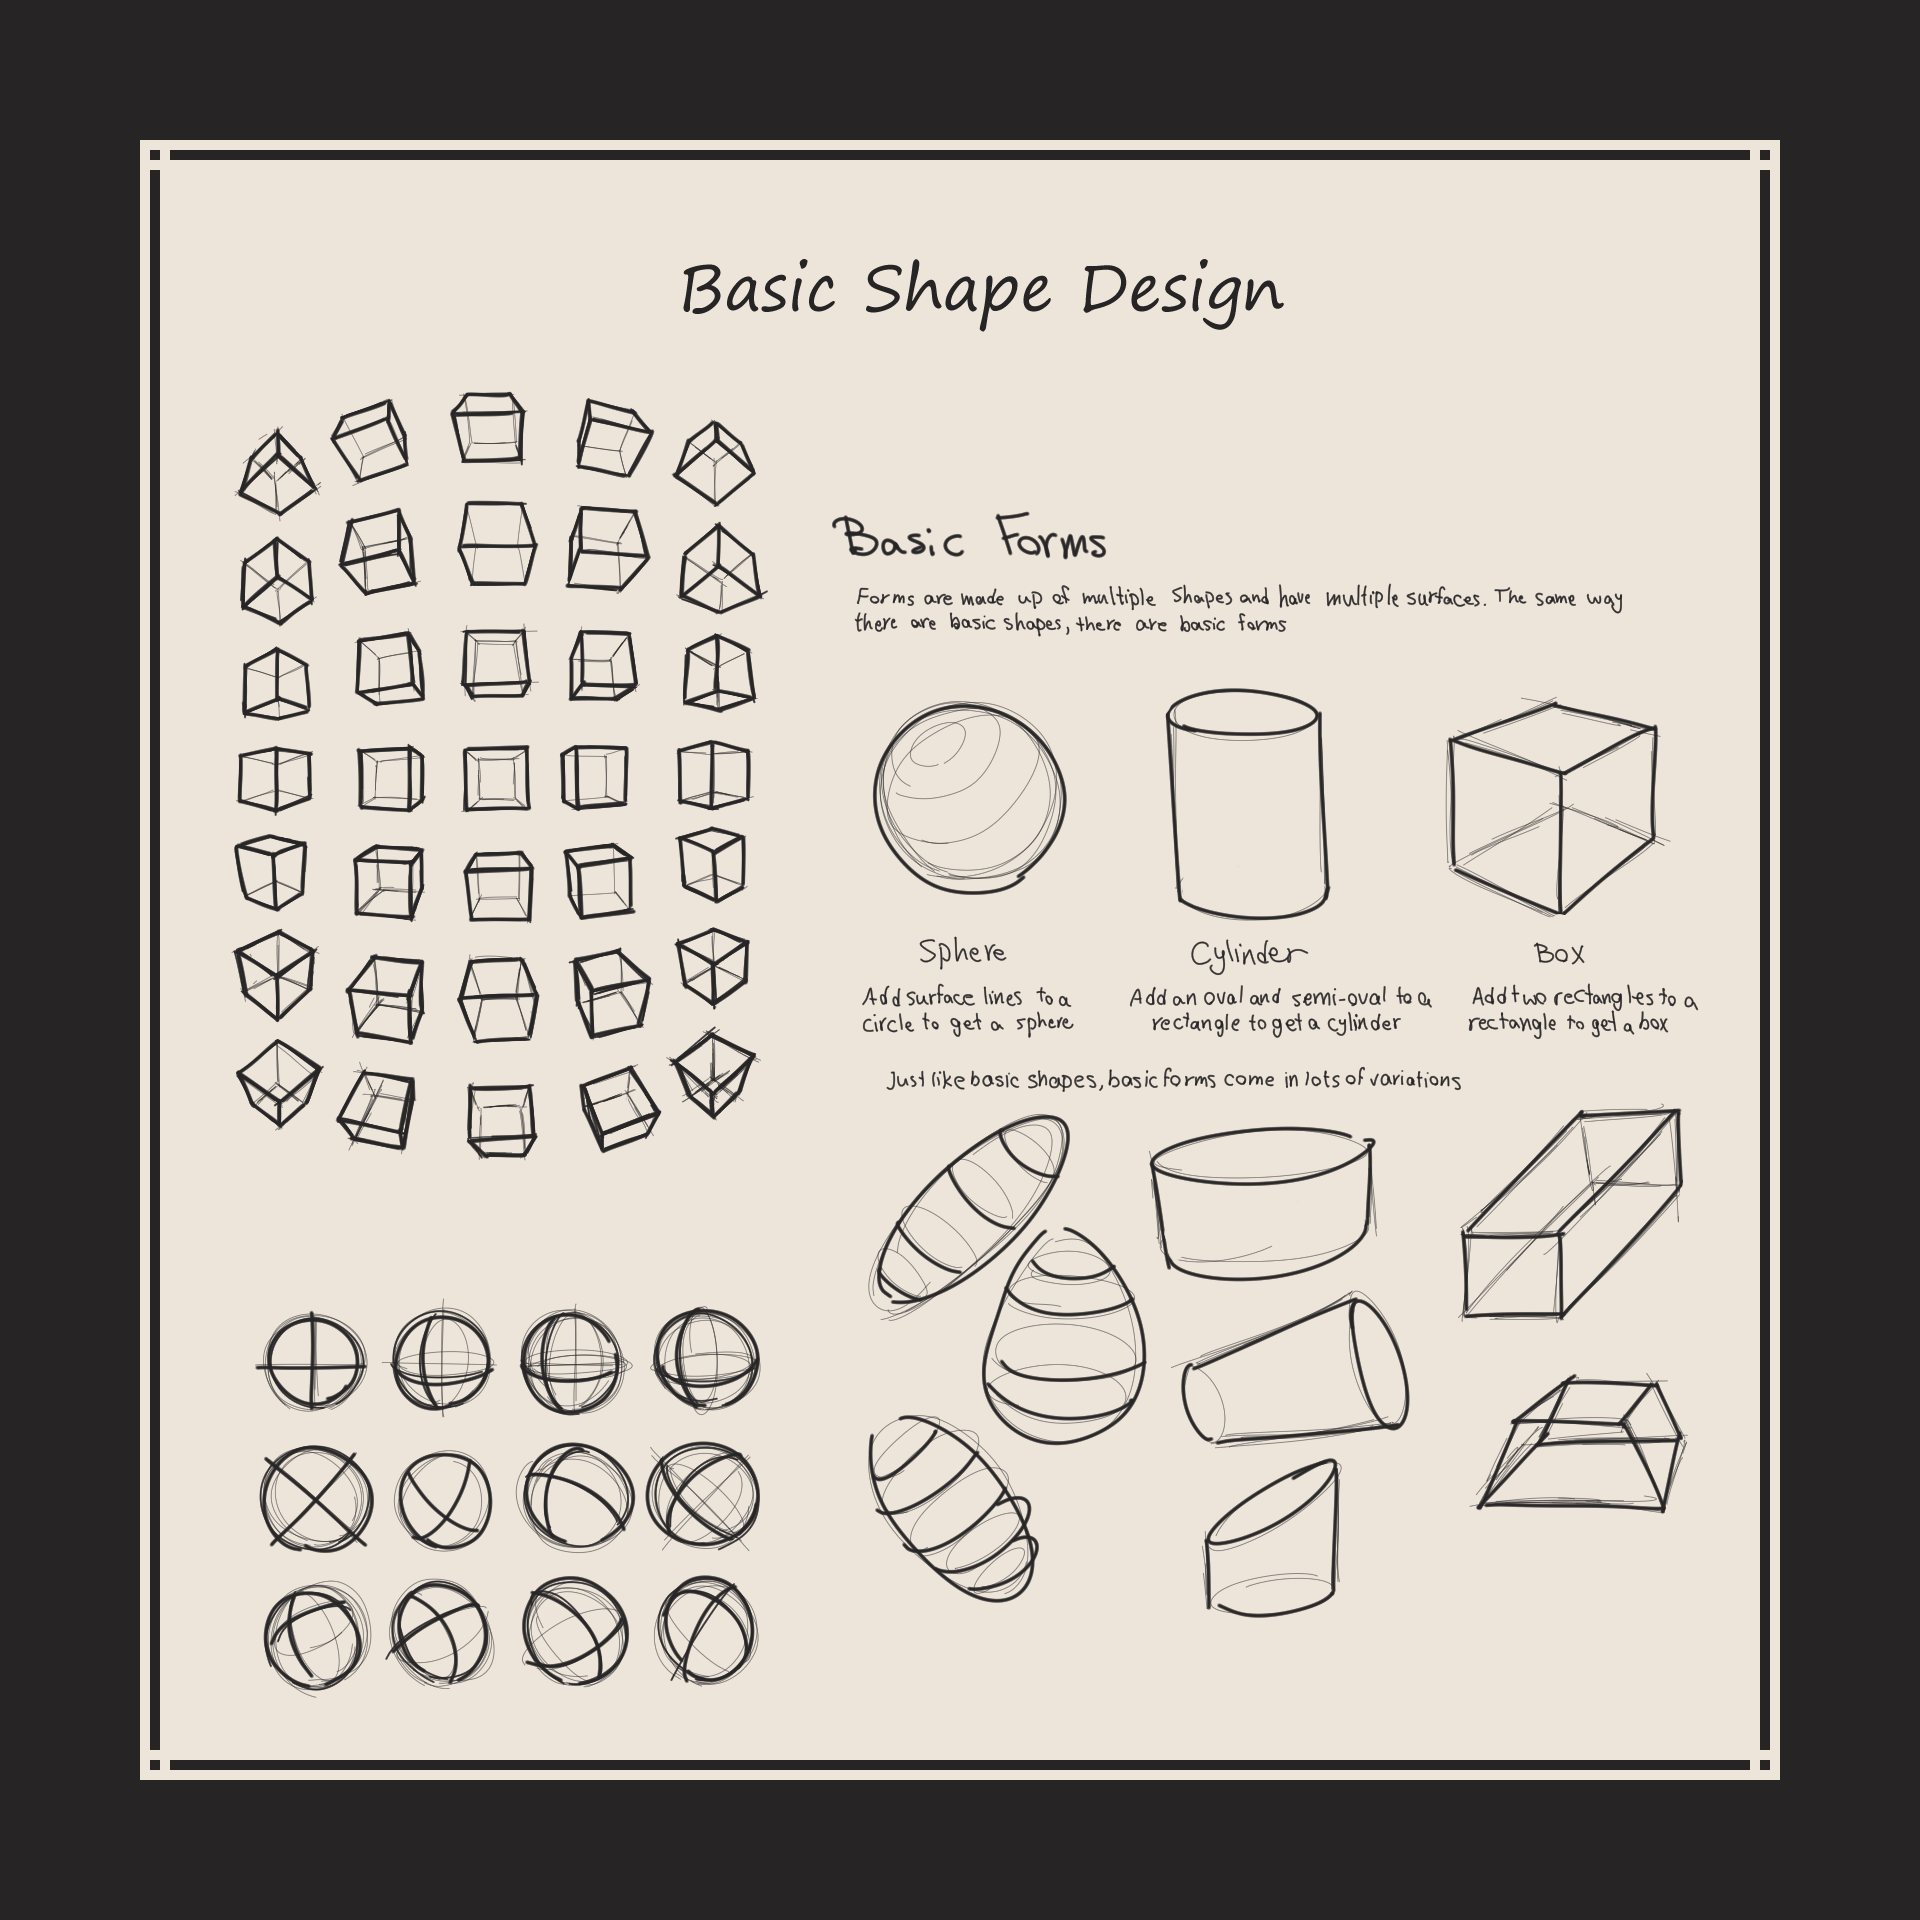 Basic Shape Design
Basic Forms
Forms are made up of multiple Shapes and have multiple surfaces. The same way
there are basic shapes, there are basic forms
Sphere
Add surface lines to a
circle to get a sphere
Cylinder
Add an oval and semi-oval to a
rectangle to get a cylinder
Box
Add two rectangles to a
rectangle to get a box
Just like basic shapes, basic forms come in lots of variations